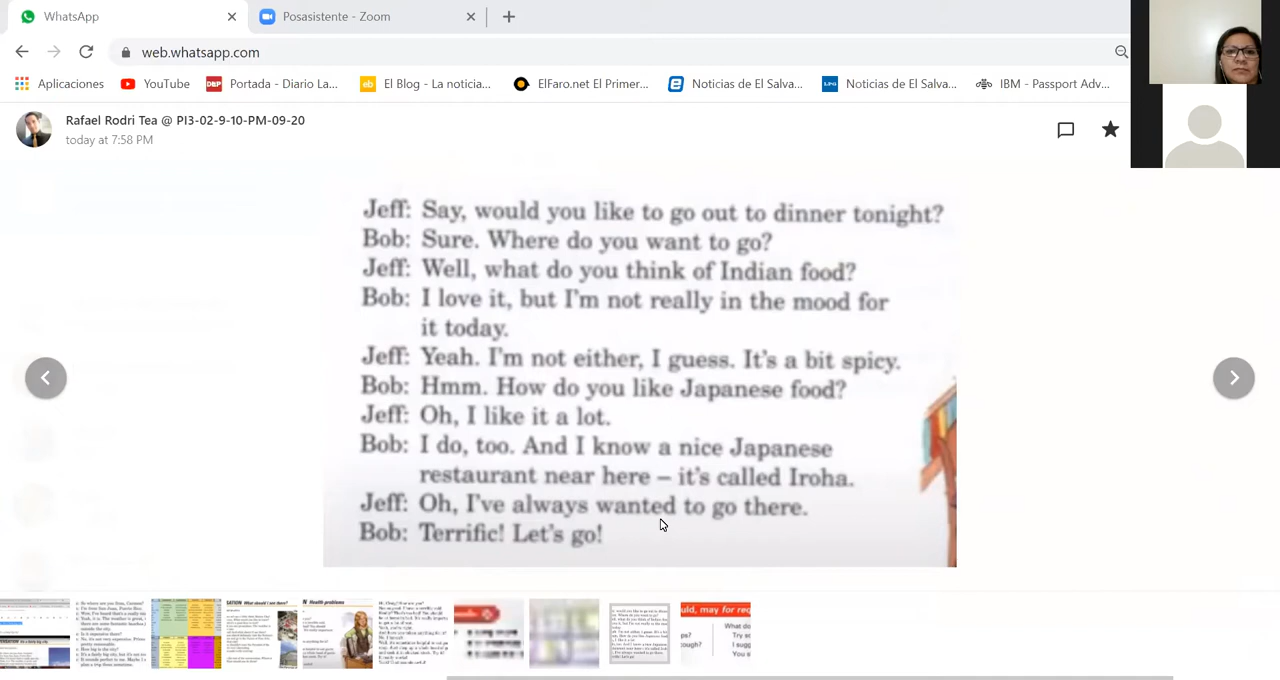 WhatsApp
Posasistente - Zoom
web.whatsapp.com
Aplicaciones
YouTube
Portada - Diario La...
El Blog - La noticia...
ElFaro.net El Primer...
Noticias de El Salva...
Noticias de El Salva...
IBM - Passport Adv...
Rafael Rodri Tea @ PI3-02-9-10-PM-09-20
today at 7:58 PM
Jeff: Say, would you like to go out to dinner tonight?
Bob: Sure. Where do you want to go?
Jeff: Well, what do you think of Indian food?
Bob: I love it, but I'm not really in the mood for
it today.
Jeff: Yeah. I'm not either, I guess. It's a bit spicy.
Bob: Hmm. How do you like Japanese food?
Jeff: Oh, I like it a lot.
Bob: I do, too. And I know a nice Japanese
restaurant near here – it's called Iroha.
Jeff: Oh, I've always wanted to go there.
Bob: Terrific! Let's go!
Health problems